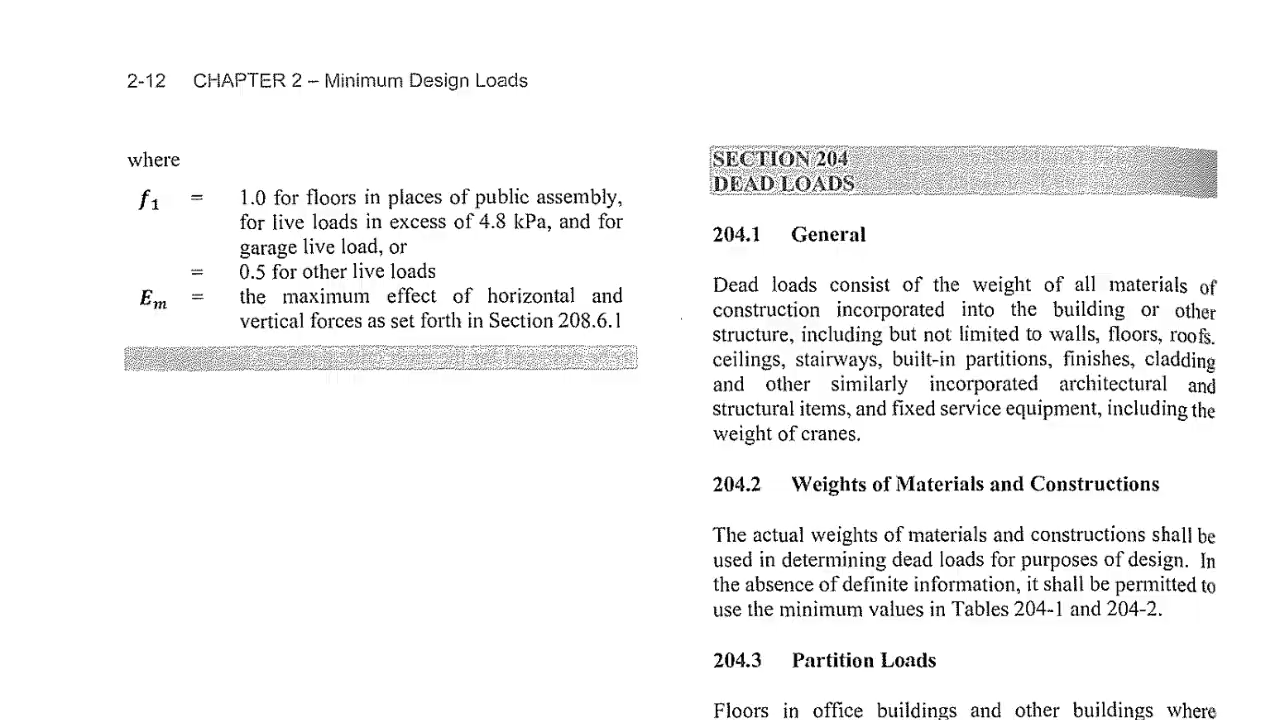 2-12 CHAPTER 2 – Minimum Design Loads
where
f₁ = 1.0 for floors in places of public assembly,
for live loads in excess of 4.8 kPa, and for
garage live load, or
= 0.5 for other live loads
Eₘ = the maximum effect of horizontal and
vertical forces as set forth in Section 208.6.1
SECTION 204
DEAD LOADS
204.1 General
Dead loads consist of the weight of all materials of
construction incorporated into the building or other
structure, including but not limited to walls, floors, roofs.
ceilings, stairways, built-in partitions, finishes, cladding
and other similarly incorporated architectural and
structural items, and fixed service equipment, including the
weight of cranes.
204.2 Weights of Materials and Constructions
The actual weights of materials and constructions shall be
used in determining dead loads for purposes of design. In
the absence of definite information, it shall be permitted to
use the minimum values in Tables 204-1 and 204-2.
204.3 Partition Loads
Floors in office buildings and other buildings where